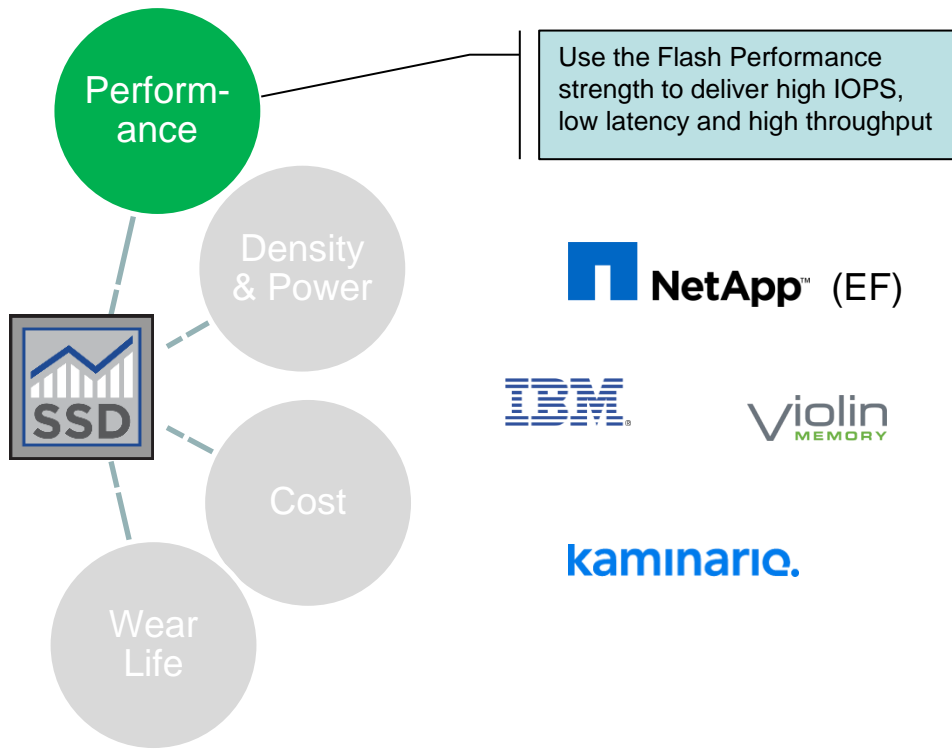 Perform-
ance
Use the Flash Performance
strength to deliver high IOPS,
low latency and high throughput
Density
& Power
NetApp™ (EF)
SSD
IBM®
Violin
MEMORY
Cost
kaminario.
Wear
Life